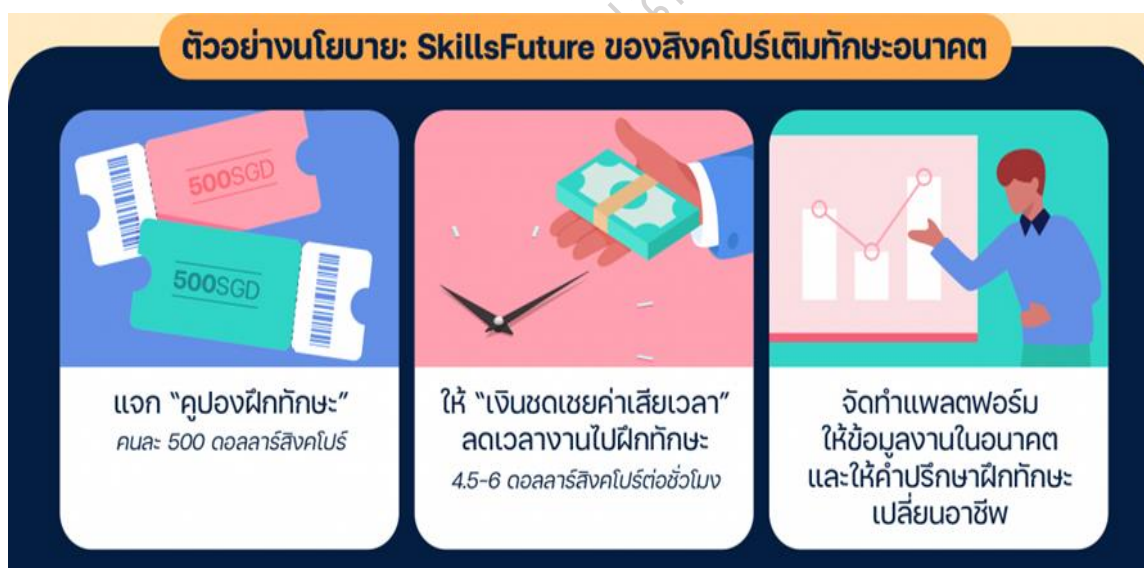 ตัวอย่างนโยบาย: SkillsFuture ของสิงคโปร์เติมทักษะอนาคต
500SGD
500SGD
แจก “คูปองฝึกทักษะ”
คนละ 500 ดอลลาร์สิงคโปร์
ให้ “เงินชดเชยค่าเสียเวลา”
ลดเวลางานไปฝึกทักษะ
4.5-6 ดอลลาร์สิงคโปร์ต่อชั่วโมง
จัดทำแพลตฟอร์ม
ให้ข้อมูลงานในอนาคต
และให้คำปรึกษาฝึกทักษะ
เปลี่ยนอาชีพ